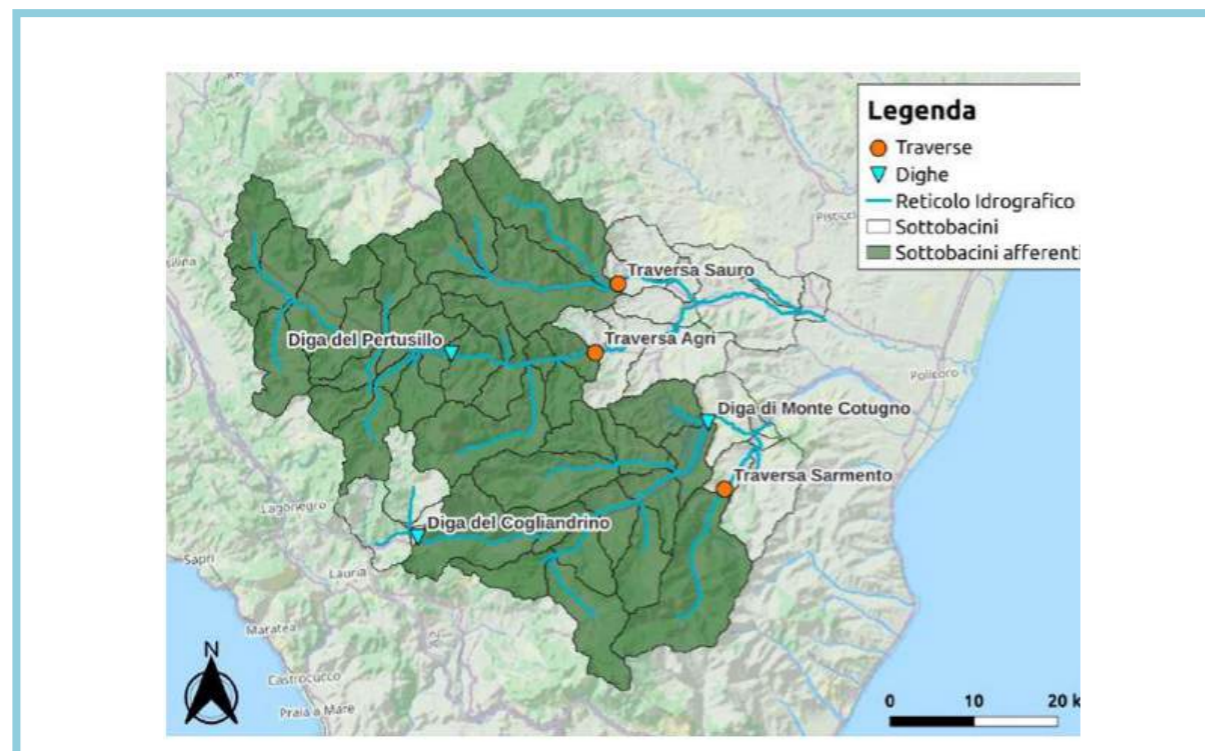 Legenda
Traverse
Dighe
Reticolo Idrografico
Sottobacini
Sottobacini afferenti
Pisticci
Traversa Sauro
Diga del Pertusillo
Traversa Agri
Policoro
Diga di Monte Cotugno
Traversa Sarmento
Lagonegro
Diga del Cogliandrino
Sapri
Lauria
Maratea
N
Castrocucco
Praia a Mare
0 10 20 k